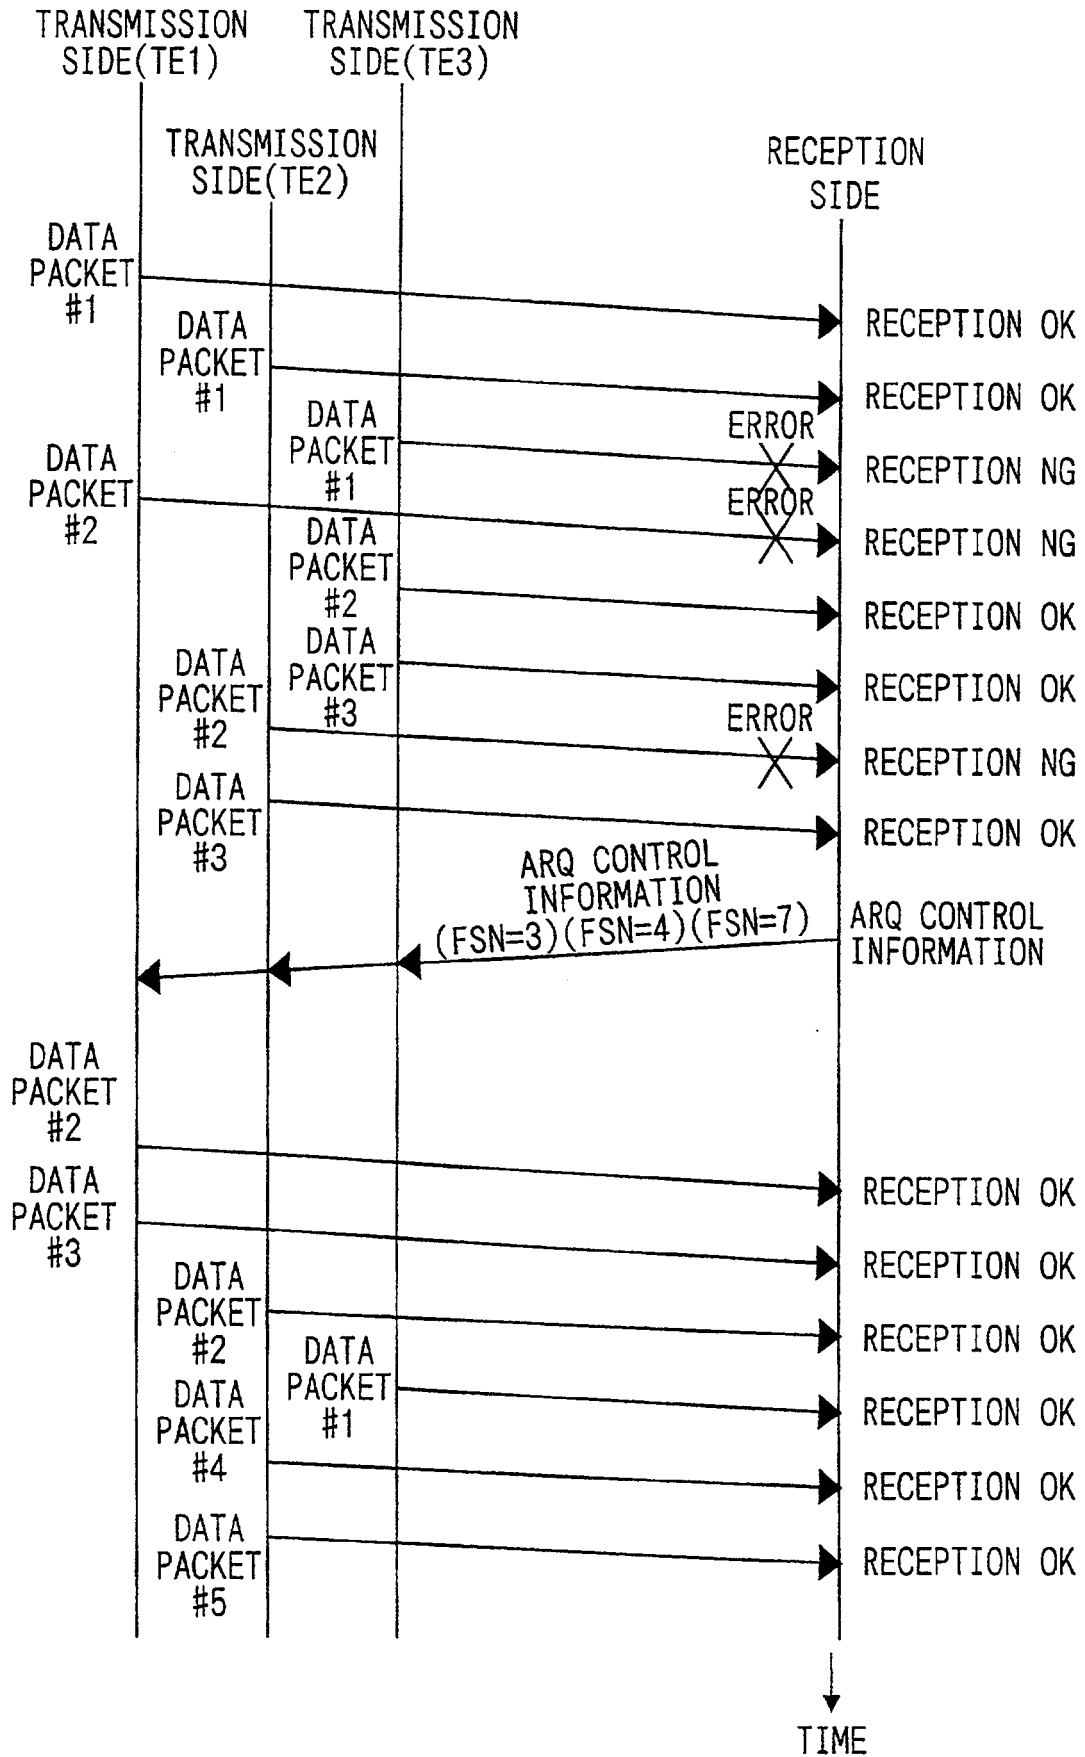 TRANSMISSION
SIDE(TE1)
TRANSMISSION
SIDE(TE3)
TRANSMISSION
SIDE(TE2)
RECEPTION
SIDE
DATA
PACKET
#1
RECEPTION OK
DATA
PACKET
#1
RECEPTION OK
DATA
PACKET
#1
ERROR
RECEPTION NG
DATA
PACKET
#2
ERROR
RECEPTION NG
DATA
PACKET
#2
RECEPTION OK
DATA
PACKET
#3
RECEPTION OK
DATA
PACKET
#2
ERROR
RECEPTION NG
DATA
PACKET
#3
RECEPTION OK
ARQ CONTROL
INFORMATION
(FSN=3)(FSN=4)(FSN=7)
ARQ CONTROL
INFORMATION
DATA
PACKET
#2
RECEPTION OK
DATA
PACKET
#3
RECEPTION OK
DATA
PACKET
#2
RECEPTION OK
DATA
PACKET
#1
RECEPTION OK
DATA
PACKET
#4
RECEPTION OK
DATA
PACKET
#5
RECEPTION OK
TIME